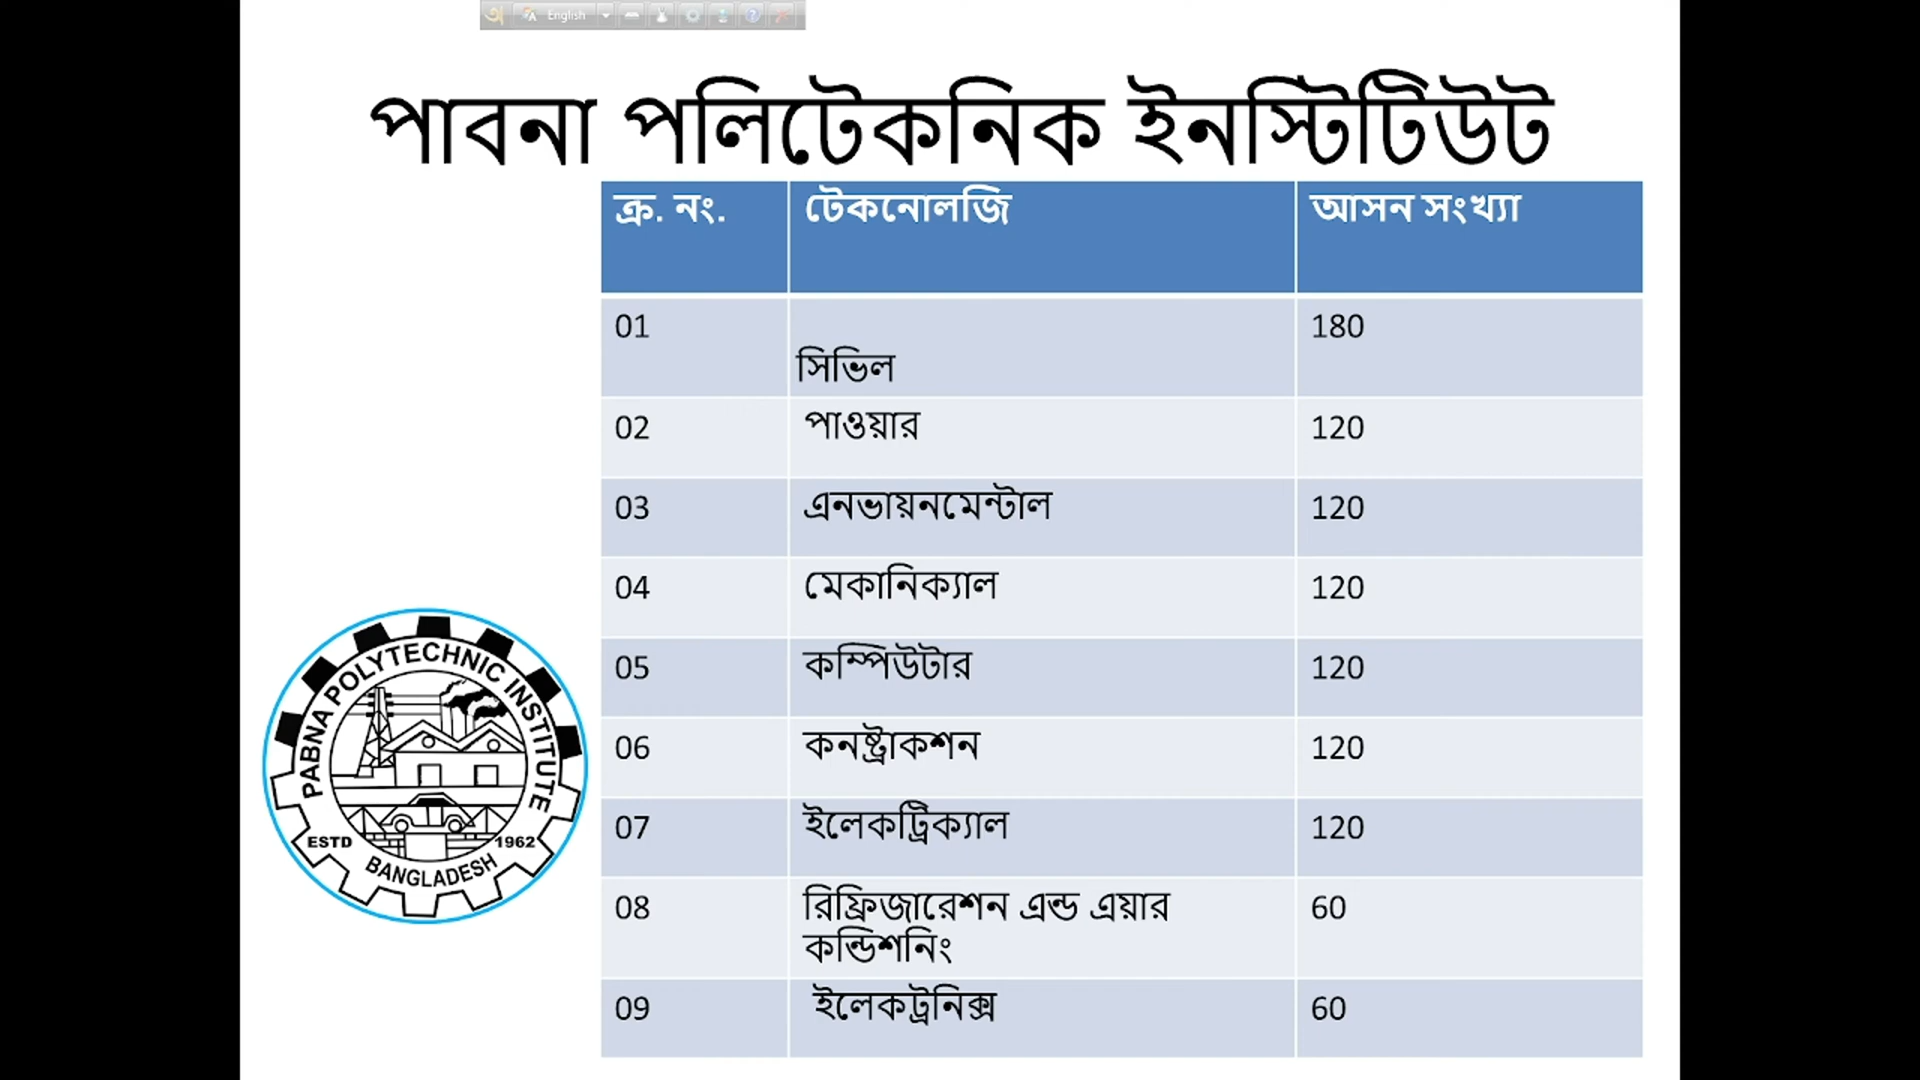 English
পাবনা পলিটেকনিক ইনস্টিটিউট
ক্র. নং. টেকনোলজি আসন সংখ্যা
01 সিভিল 180
02 পাওয়ার 120
03 এনভায়নমেন্টাল 120
04 মেকানিক্যাল 120
05 কম্পিউটার 120
06 কনষ্ট্রাকশন 120
07 ইলেকট্রিক্যাল 120
08 রিফ্রিজারেশন এন্ড এয়ার 60
কন্ডিশনিং
09 ইলেকট্রনিক্স 60
PABNA POLYTECHNIC INSTITUTE
ESTD 1962
BANGLADESH